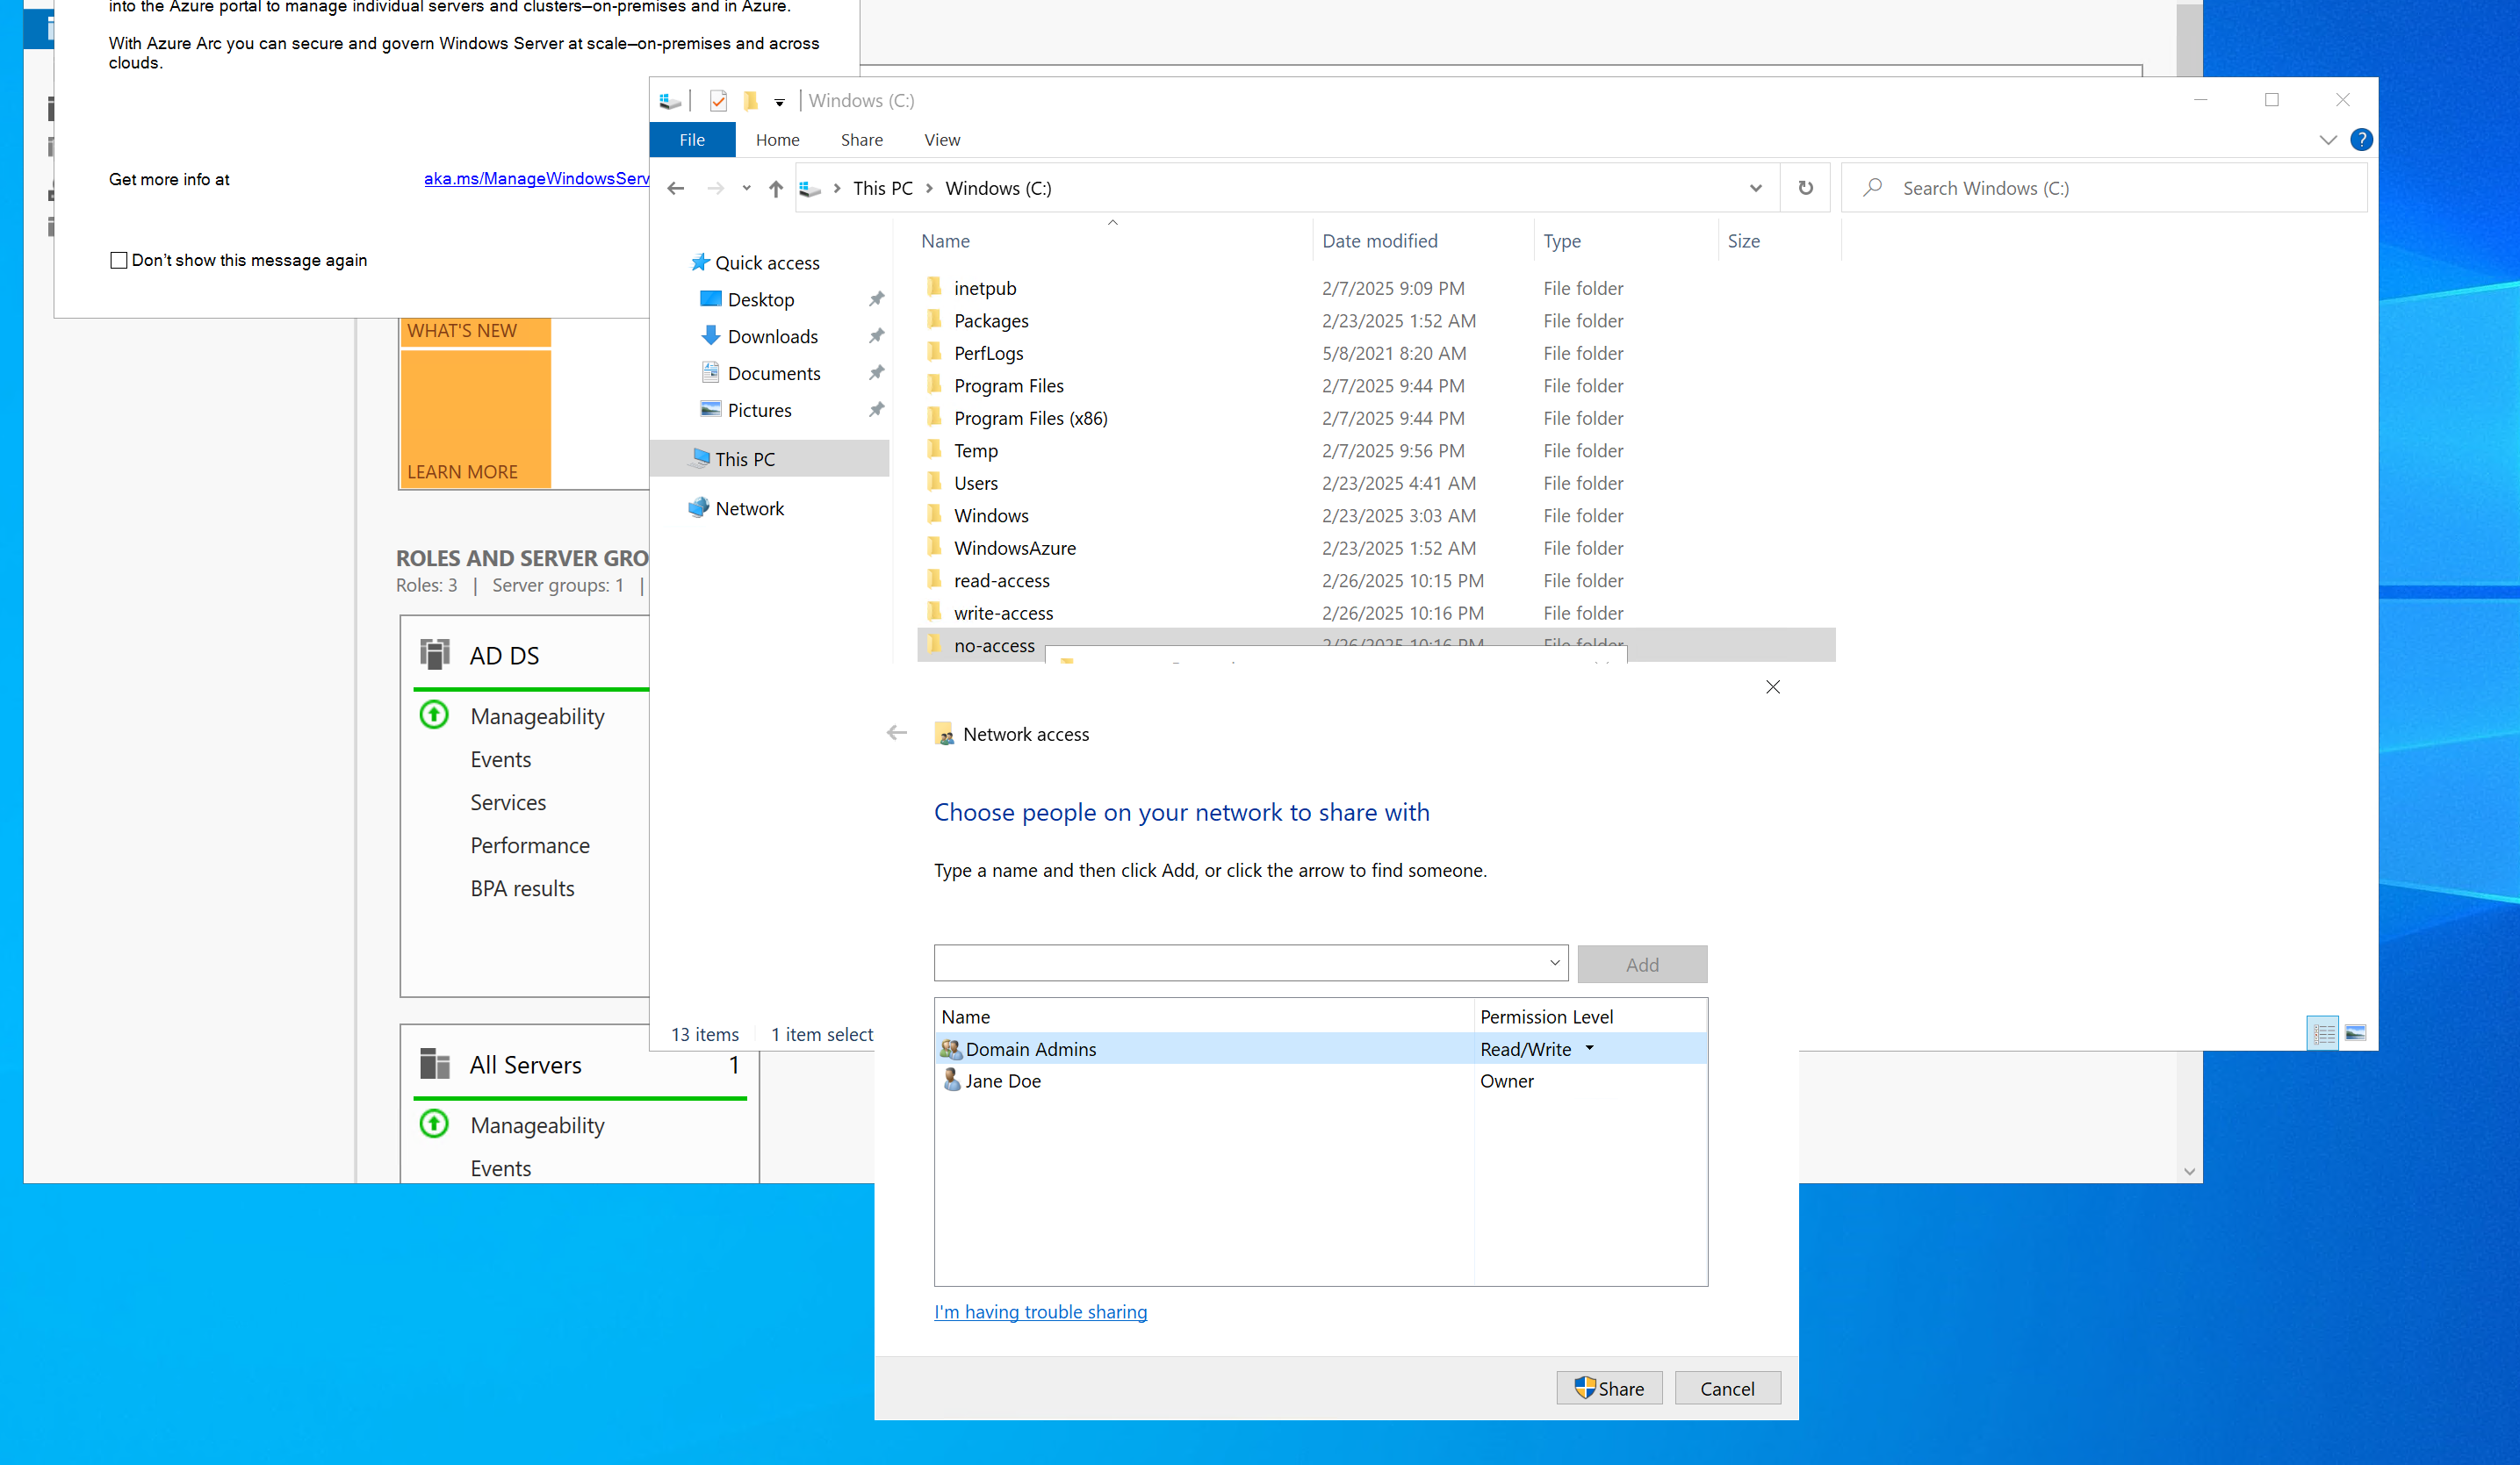 into the Azure portal to manage individual servers and clusters–on-premises and in Azure.
With Azure Arc you can secure and govern Windows Server at scale–on-premises and across
clouds.
Get more info at aka.ms/ManageWindowsServ
Don't show this message again
WHAT'S NEW
LEARN MORE
ROLES AND SERVER GRO
Roles: 3 | Server groups: 1 |
AD DS
Manageability
Events
Services
Performance
BPA results
All Servers 1
Manageability
Events
Windows (C:)
File Home Share View
?
This PC Windows (C:)
Search Windows (C:)
Quick access
Desktop
Downloads
Documents
Pictures
This PC
Network
Name Date modified Type Size
inetpub 2/7/2025 9:09 PM File folder
Packages 2/23/2025 1:52 AM File folder
PerfLogs 5/8/2021 8:20 AM File folder
Program Files 2/7/2025 9:44 PM File folder
Program Files (x86) 2/7/2025 9:44 PM File folder
Temp 2/7/2025 9:56 PM File folder
Users 2/23/2025 4:41 AM File folder
Windows 2/23/2025 3:03 AM File folder
WindowsAzure 2/23/2025 1:52 AM File folder
read-access 2/26/2025 10:15 PM File folder
write-access 2/26/2025 10:16 PM File folder
no-access 2/26/2025 10:16 PM File folder
13 items 1 item select
Network access
Choose people on your network to share with
Type a name and then click Add, or click the arrow to find someone.
Add
Name Permission Level
Domain Admins Read/Write
Jane Doe Owner
I'm having trouble sharing
Share Cancel